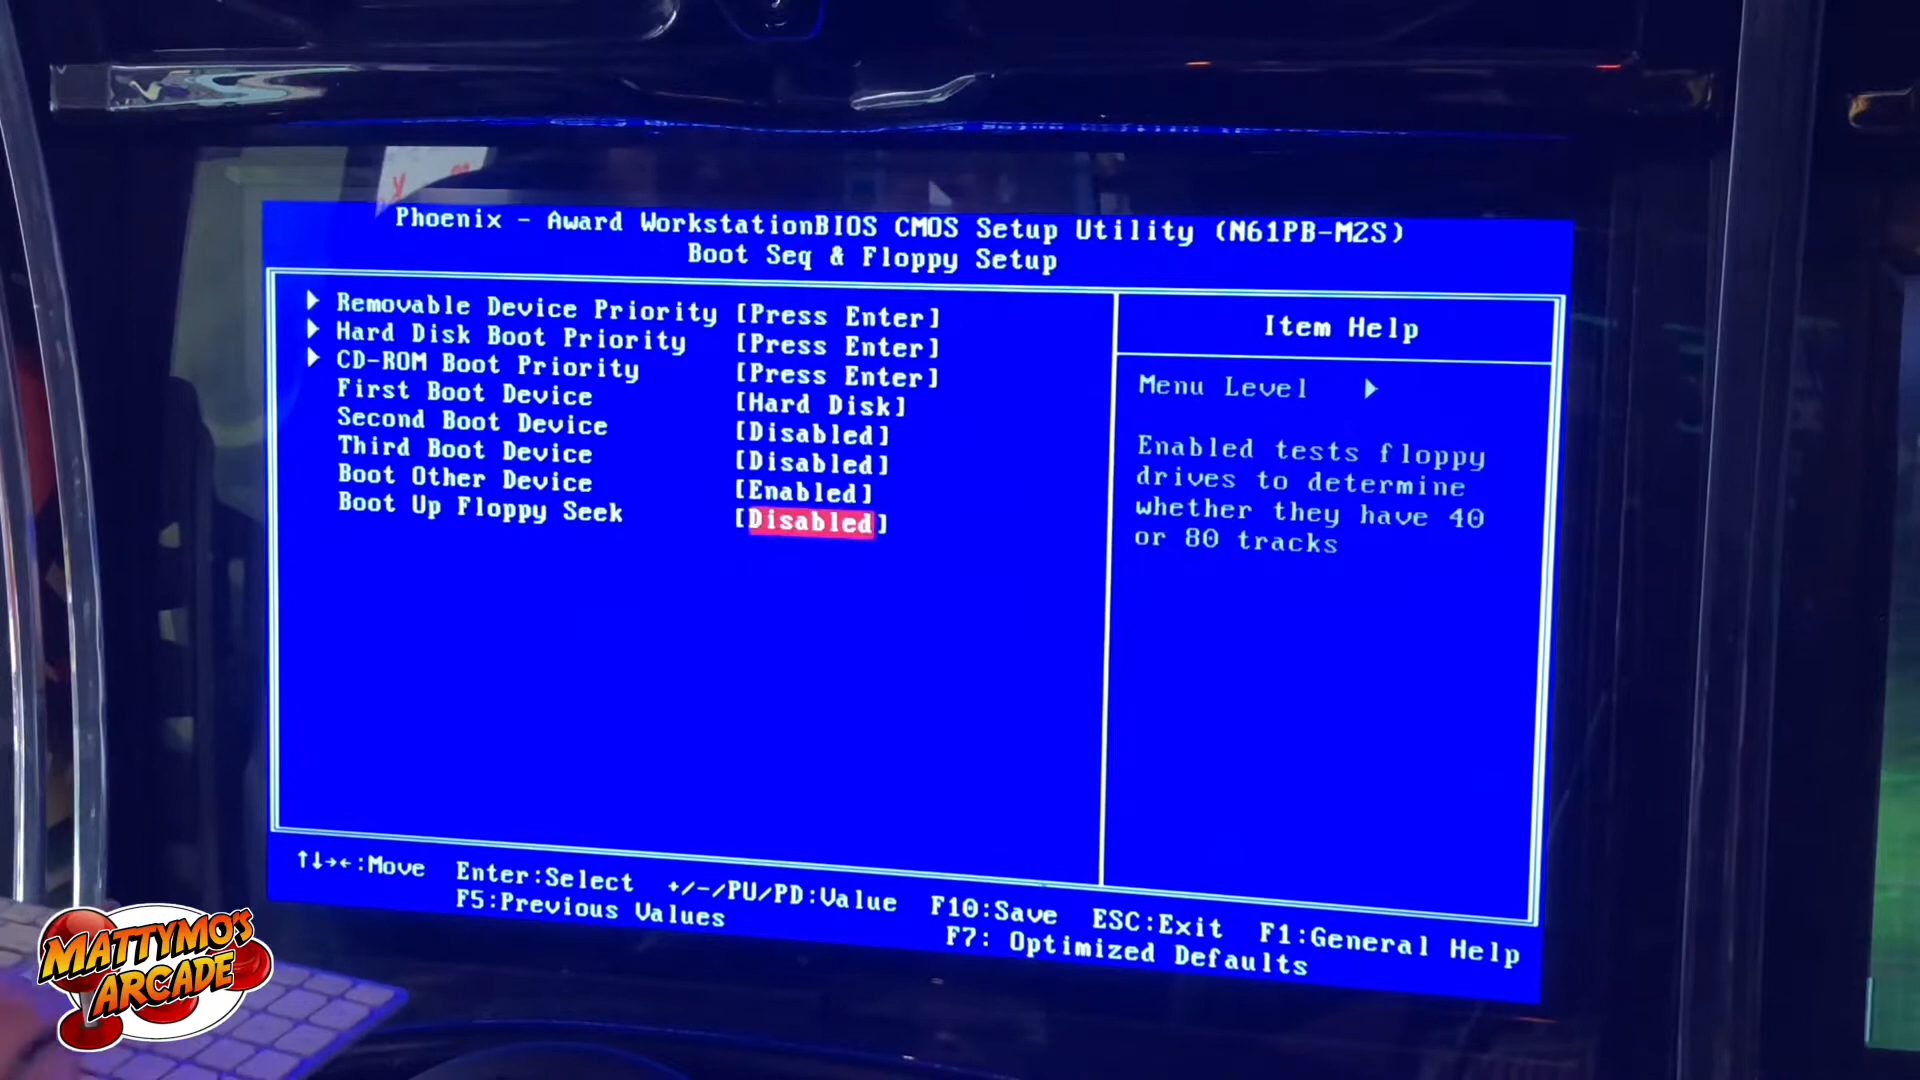 Phoenix - Award WorkstationBIOS CMOS Setup Utility (N61PB-M2S)
Boot Seq & Floppy Setup
Removable Device Priority [Press Enter]
Hard Disk Boot Priority [Press Enter]
CD-ROM Boot Priority [Press Enter]
First Boot Device [Hard Disk]
Second Boot Device [Disabled]
Third Boot Device [Disabled]
Boot Other Device [Enabled]
Boot Up Floppy Seek [Disabled]
Item Help
Menu Level
Enabled tests floppy
drives to determine
whether they have 40
or 80 tracks
↑↓→←:Move Enter:Select +/-/PU/PD:Value F10:Save ESC:Exit F1:General Help
F5:Previous Values F7: Optimized Defaults
MATTYMO'S
ARCADE